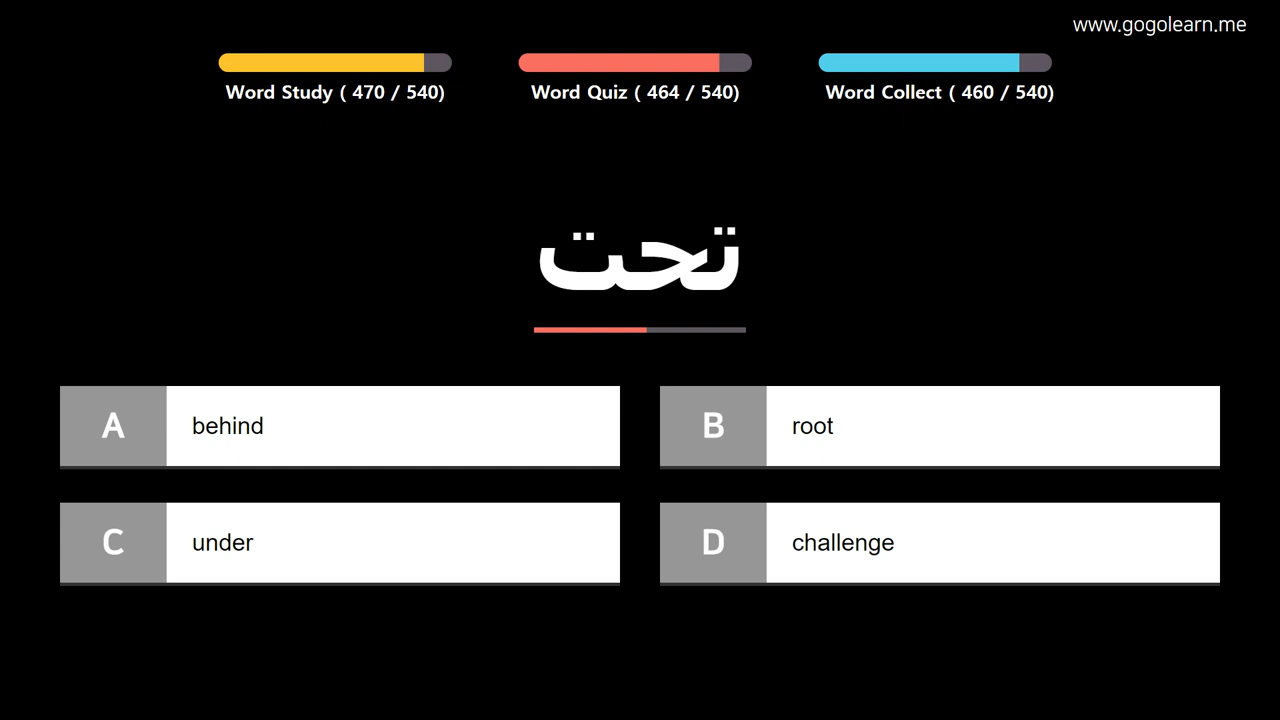 www.gogolearn.me
Word Study ( 470 / 540)
Word Quiz ( 464 / 540)
Word Collect ( 460 / 540)
تحت
A behind
B root
C under
D challenge